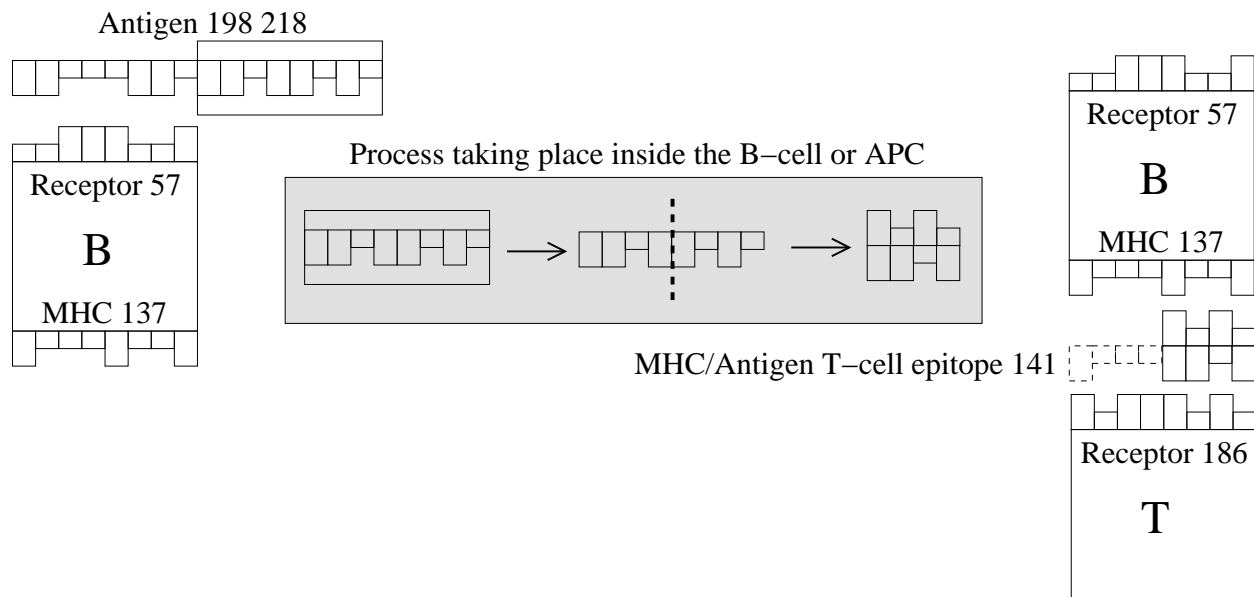 Antigen 198 218
Receptor 57
B
MHC 137
Process taking place inside the B−cell or APC
Receptor 57
B
MHC 137
MHC/Antigen T−cell epitope 141
Receptor 186
T